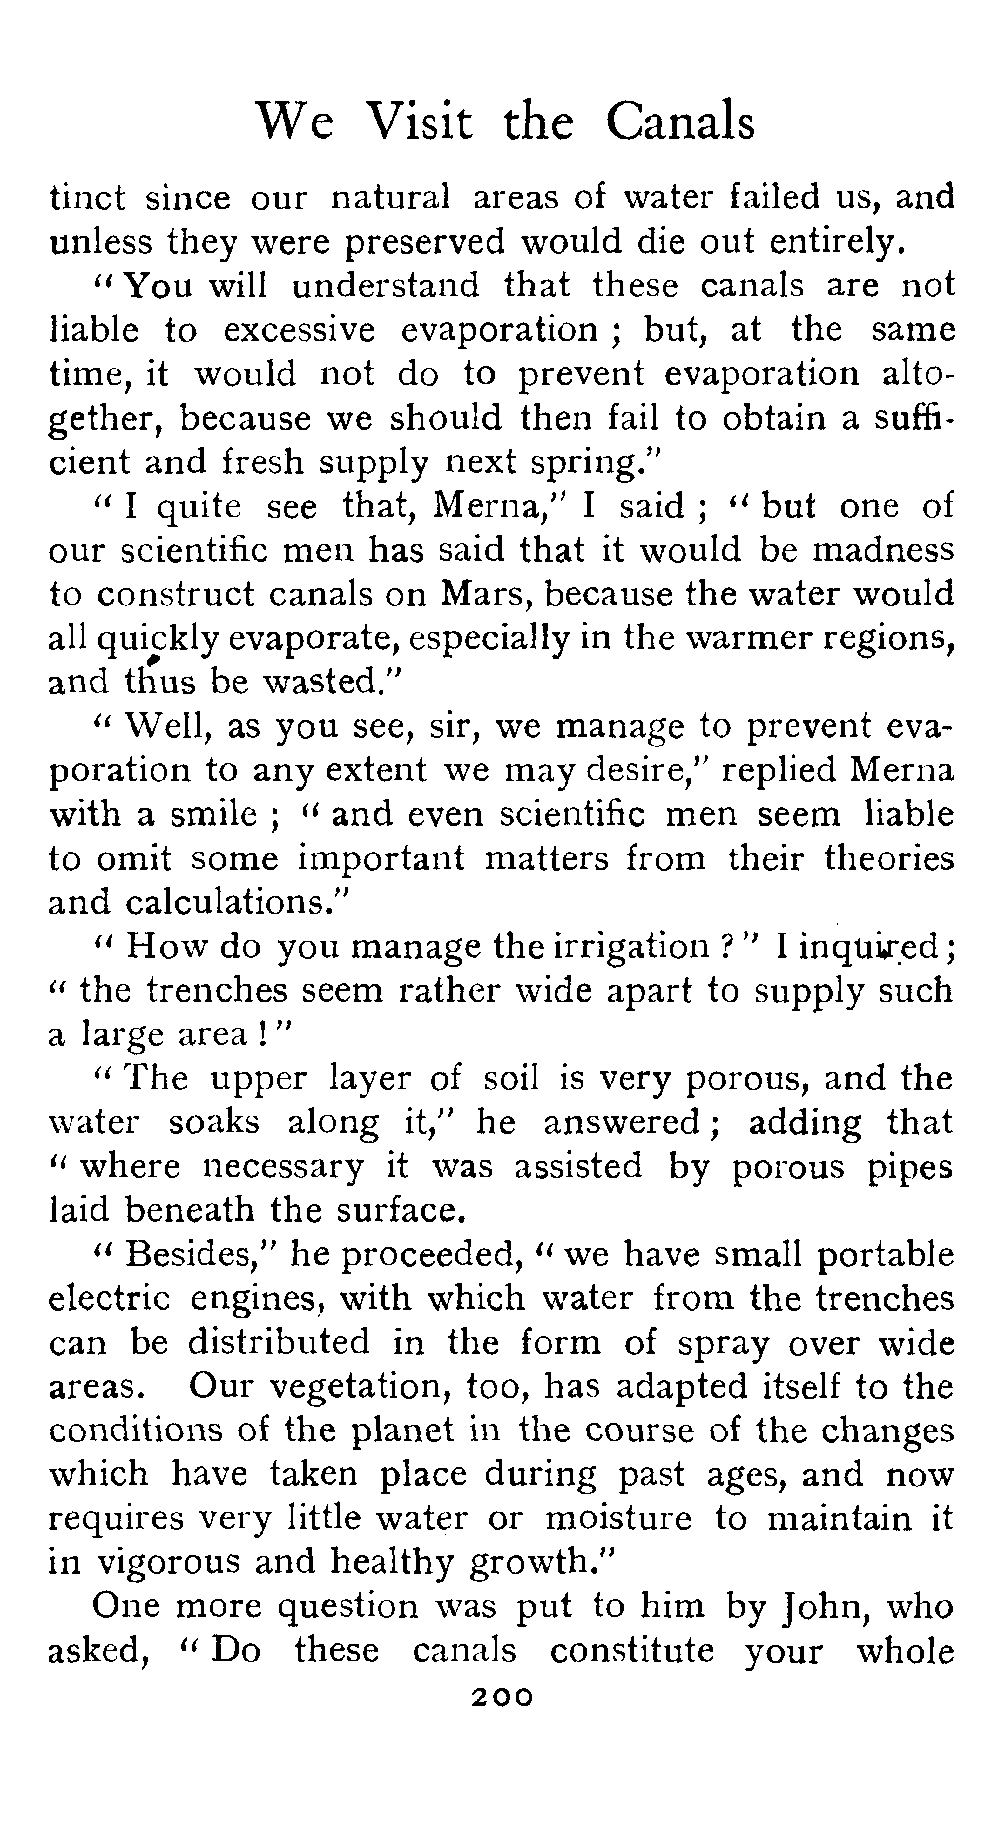 We Visit the Canals
tinct since our natural areas of water failed us, and
unless they were preserved would die out entirely.
“ You will understand that these canals are not
liable to excessive evaporation ; but, at the same
time, it would not do to prevent evaporation alto-
gether, because we should then fail to obtain a suffi-
cient and fresh supply next spring.”
“ I quite see that, Merna,” I said ; “ but one of
our scientific men has said that it would be madness
to construct canals on Mars, because the water would
all quickly evaporate, especially in the warmer regions,
and thus be wasted.”
“ Well, as you see, sir, we manage to prevent eva-
poration to any extent we may desire,” replied Merna
with a smile ; “ and even scientific men seem liable
to omit some important matters from their theories
and calculations.”
“ How do you manage the irrigation ? ” I inquired ;
“ the trenches seem rather wide apart to supply such
a large area ! ”
“ The upper layer of soil is very porous, and the
water soaks along it,” he answered ; adding that
“ where necessary it was assisted by porous pipes
laid beneath the surface.
“ Besides,” he proceeded, “ we have small portable
electric engines, with which water from the trenches
can be distributed in the form of spray over wide
areas. Our vegetation, too, has adapted itself to the
conditions of the planet in the course of the changes
which have taken place during past ages, and now
requires very little water or moisture to maintain it
in vigorous and healthy growth.”
One more question was put to him by John, who
asked, “ Do these canals constitute your whole
200